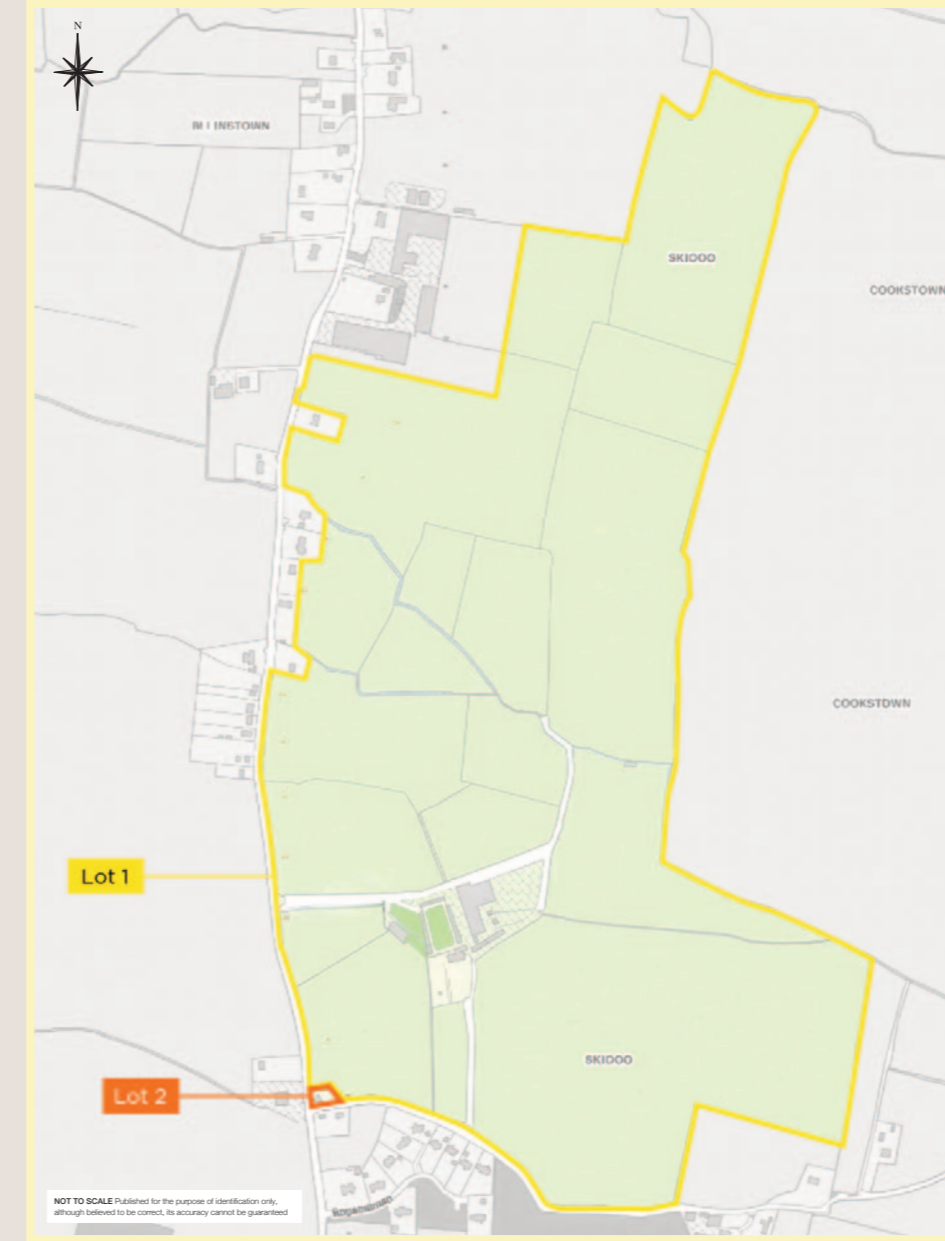 N
SKIDOO
COOKSTOWN
COOKSTOWN
Lot 1
SKIDOO
Lot 2
NOT TO SCALE Published for the purpose of identification only,
although believed to be correct, its accuracy cannot be guaranteed